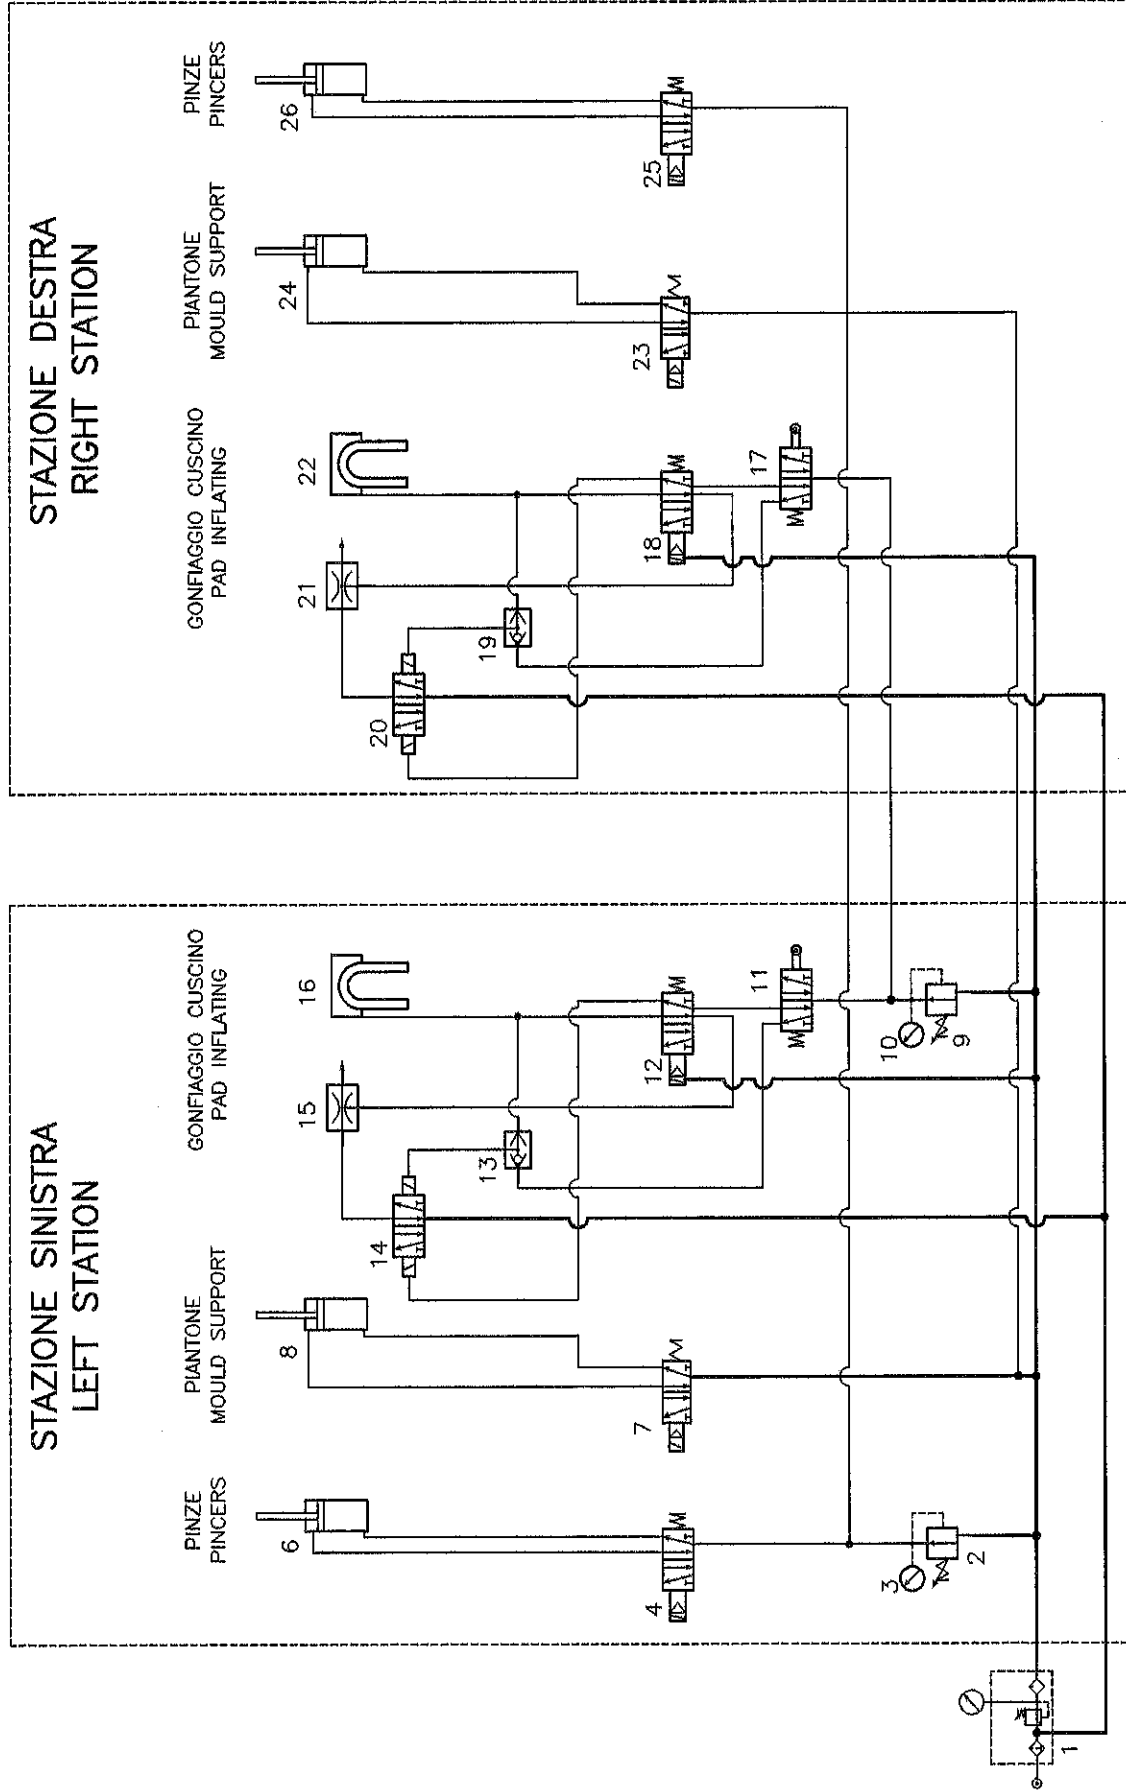 STAZIONE SINISTRA
LEFT STATION
PINZE
PINCERS
PIANTONE
MOULD SUPPORT
GONFIAGGIO CUSCINO
PAD INFLATING
6
8
15
16
14
13
4
7
12
11
3
2
10
9
1
STAZIONE DESTRA
RIGHT STATION
GONFIAGGIO CUSCINO
PAD INFLATING
PIANTONE
MOULD SUPPORT
PINZE
PINCERS
21
22
24
26
20
19
18
17
23
25